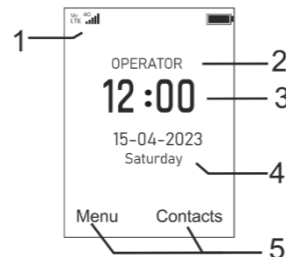 Vo LTE 4G
1
OPERATOR 2
12:00 3
15-04-2023
Saturday
4
Menu Contacts
5